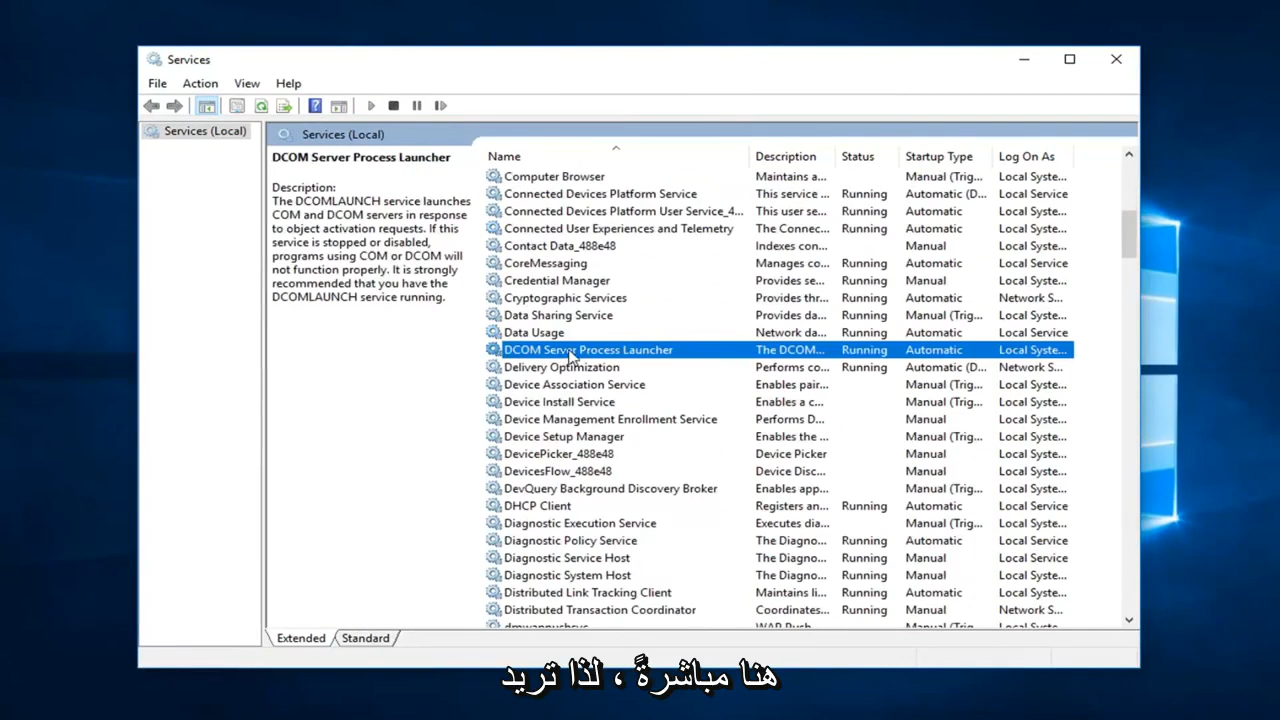 Services
File Action View Help
Services (Local)
Services (Local)
DCOM Server Process Launcher
Description:
The DCOMLAUNCH service launches
COM and DCOM servers in response
to object activation requests. If this
service is stopped or disabled,
programs using COM or DCOM will
not function properly. It is strongly
recommended that you have the
DCOMLAUNCH service running.
Name Description Status Startup Type Log On As
Computer Browser Maintains a... Manual (Trig... Local Syste...
Connected Devices Platform Service This service ... Running Automatic (D... Local Service
Connected Devices Platform User Service_4... This user se... Running Automatic Local Syste...
Connected User Experiences and Telemetry The Connec... Running Automatic Local Syste...
Contact Data_488e48 Indexes con... Manual Local Syste...
CoreMessaging Manages co... Running Automatic Local Service
Credential Manager Provides se... Running Manual Local Syste...
Cryptographic Services Provides thr... Running Automatic Network S...
Data Sharing Service Provides da... Running Manual (Trig... Local Syste...
Data Usage Network da... Running Automatic Local Service
DCOM Server Process Launcher The DCOM... Running Automatic Local Syste...
Delivery Optimization Performs co... Running Automatic (D... Network S...
Device Association Service Enables pair... Manual (Trig... Local Syste...
Device Install Service Enables a c... Manual (Trig... Local Syste...
Device Management Enrollment Service Performs D... Manual Local Syste...
Device Setup Manager Enables the ... Manual (Trig... Local Syste...
DevicePicker_488e48 Device Picker Manual Local Syste...
DevicesFlow_488e48 Device Disc... Manual Local Syste...
DevQuery Background Discovery Broker Enables app... Manual (Trig... Local Syste...
DHCP Client Registers an... Running Automatic Local Service
Diagnostic Execution Service Executes dia... Manual (Trig... Local Syste...
Diagnostic Policy Service The Diagno... Running Automatic Local Service
Diagnostic Service Host The Diagno... Running Manual Local Service
Diagnostic System Host The Diagno... Running Manual Local Syste...
Distributed Link Tracking Client Maintains li... Running Automatic Local Syste...
Distributed Transaction Coordinator Coordinates... Running Manual Network S...
Extended Standard
هنا مباشرةً ، لذا تريد